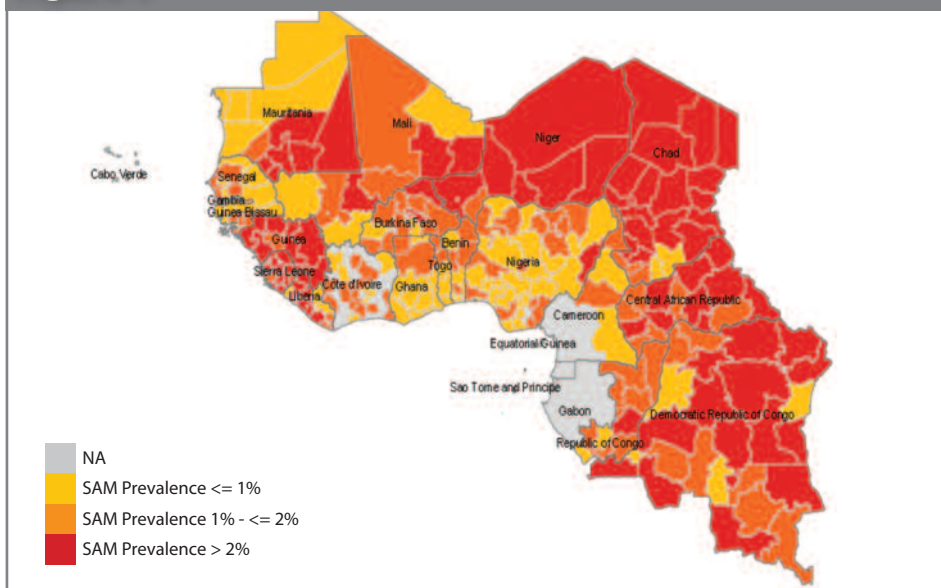 Mauritania
Mali
Niger
Chad
Cabo Verde
Senegal
Gambia
Guinea Bissau
Burkina Faso
Guinea
Benin
Nigeria
Togo
Sierra Leone
Côte d'Ivoire
Ghana
Liberia
Central African Republic
Cameroon
Equatorial Guinea
Sao Tome and Principe
Gabon
Democratic Republic of Congo
Republic of Congo
NA
SAM Prevalence <= 1%
SAM Prevalence 1% - <= 2%
SAM Prevalence > 2%